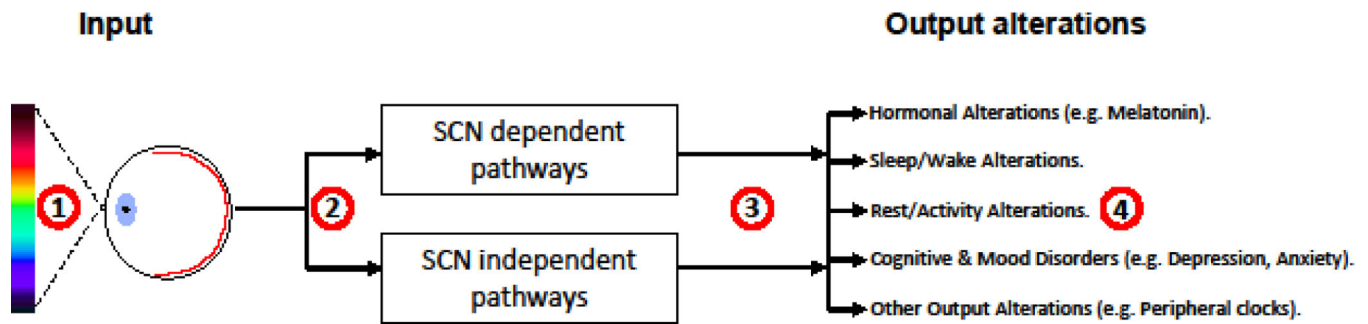 Input
Output alterations
1
2
3
4
SCN dependent
pathways
SCN independent
pathways
Hormonal Alterations (e.g. Melatonin).
Sleep/Wake Alterations.
Rest/Activity Alterations.
Cognitive & Mood Disorders (e.g. Depression, Anxiety).
Other Output Alterations (e.g. Peripheral clocks).